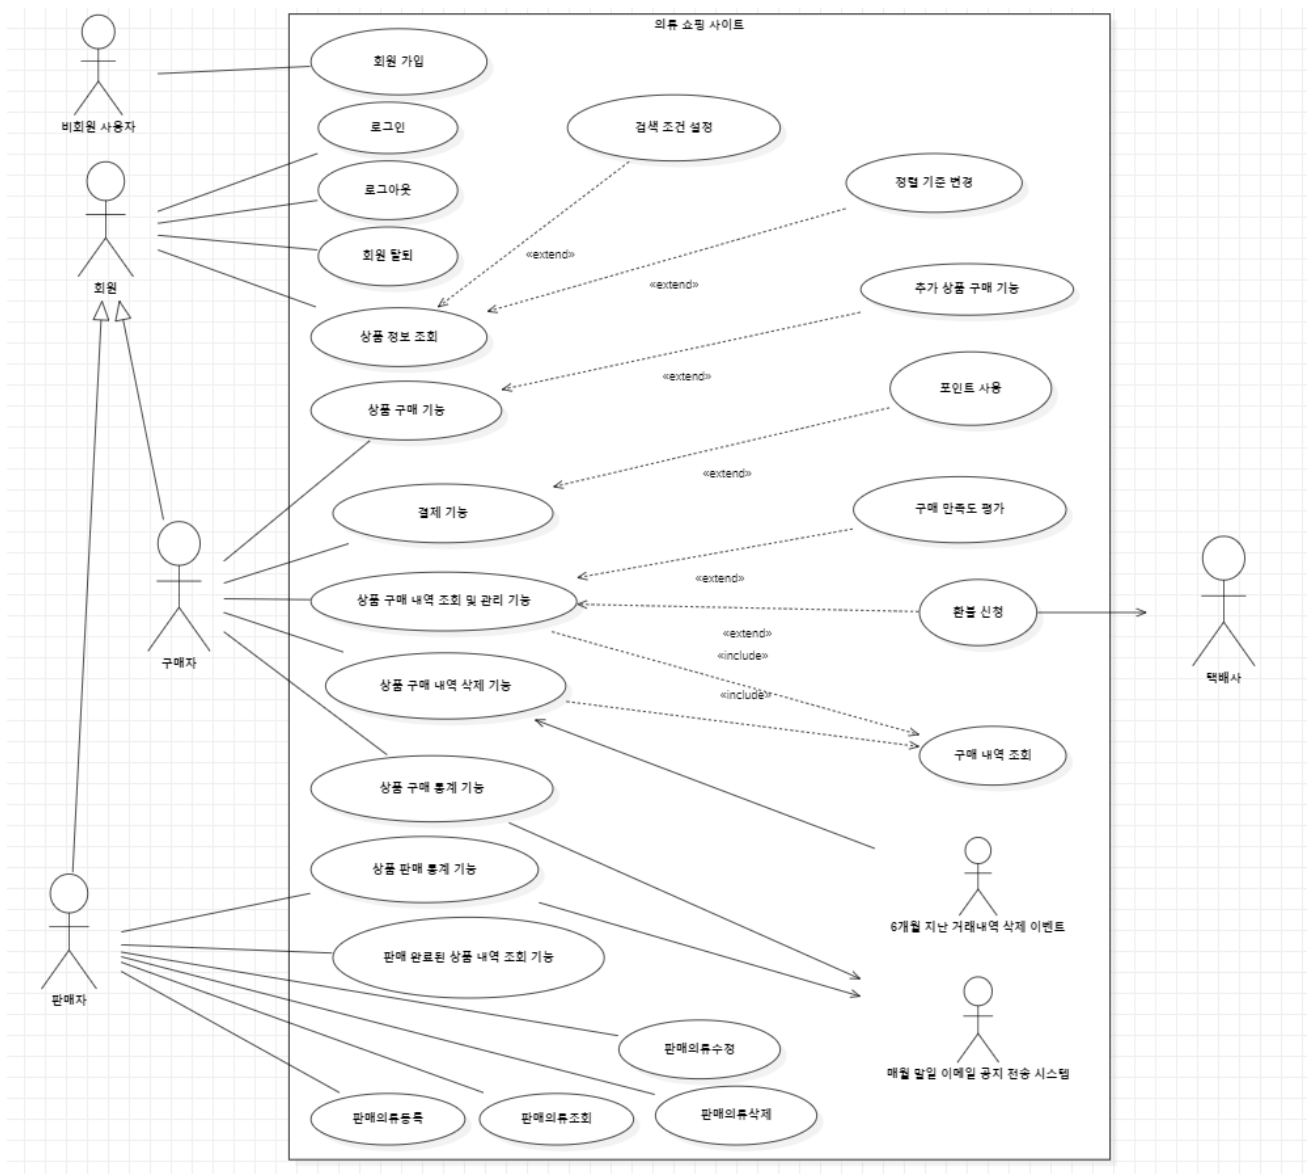 의류 쇼핑 사이트
회원 가입
비회원 사용자
로그인
검색 조건 설정
로그아웃
정렬 기준 변경
회원 탈퇴
«extend»
회원
«extend»
추가 상품 구매 기능
상품 정보 조회
«extend»
포인트 사용
상품 구매 기능
«extend»
결제 기능
구매 만족도 평가
«extend»
상품 구매 내역 조회 및 관리 기능
환불 신청
«extend»
구매자
«include»
택배사
상품 구매 내역 삭제 기능
«include»
구매 내역 조회
상품 구매 통계 기능
상품 판매 통계 기능
6개월 지난 거래내역 삭제 이벤트
판매 완료된 상품 내역 조회 기능
판매자
판매의류수정
매월 말일 이메일 공지 전송 시스템
판매의류등록
판매의류조회
판매의류삭제